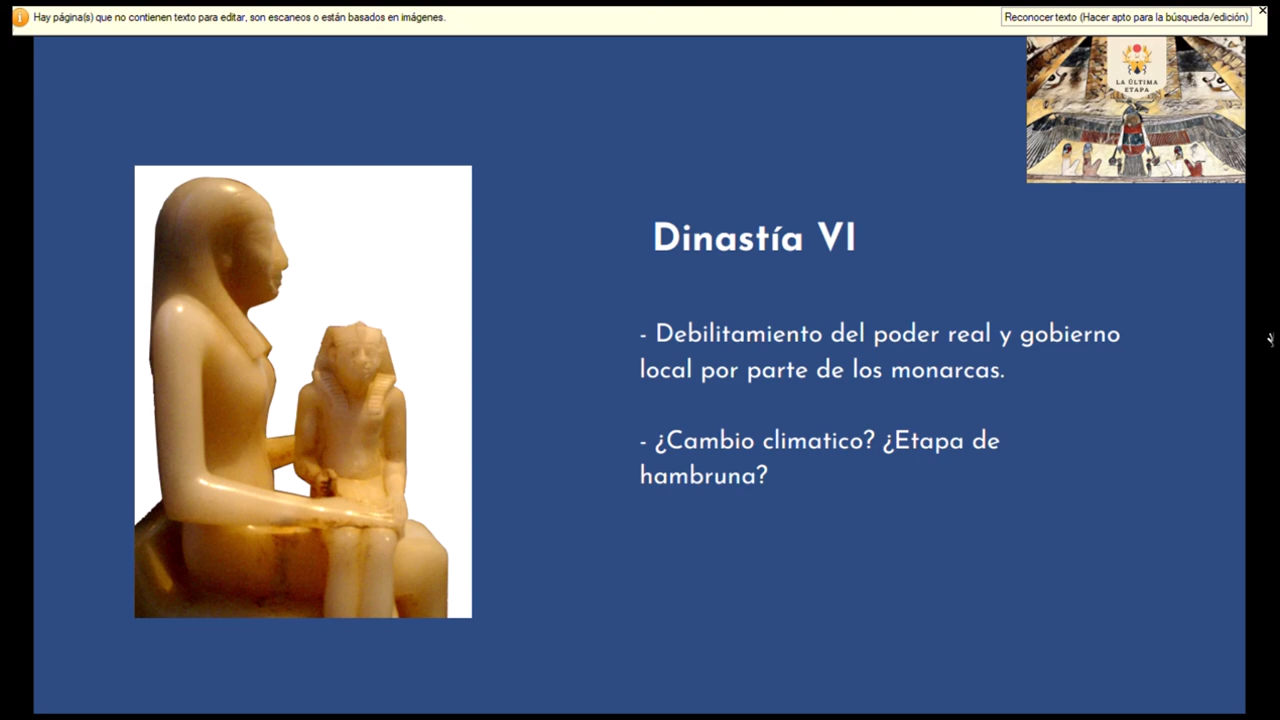 Hay página(s) que no contienen texto para editar, son escaneos o están basados en imágenes.
Reconocer texto (Hacer apto para la búsqueda/edición)
LA ÚLTIMA
ETAPA
Dinastía VI
- Debilitamiento del poder real y gobierno
local por parte de los monarcas.
- ¿Cambio climatico? ¿Etapa de
hambruna?